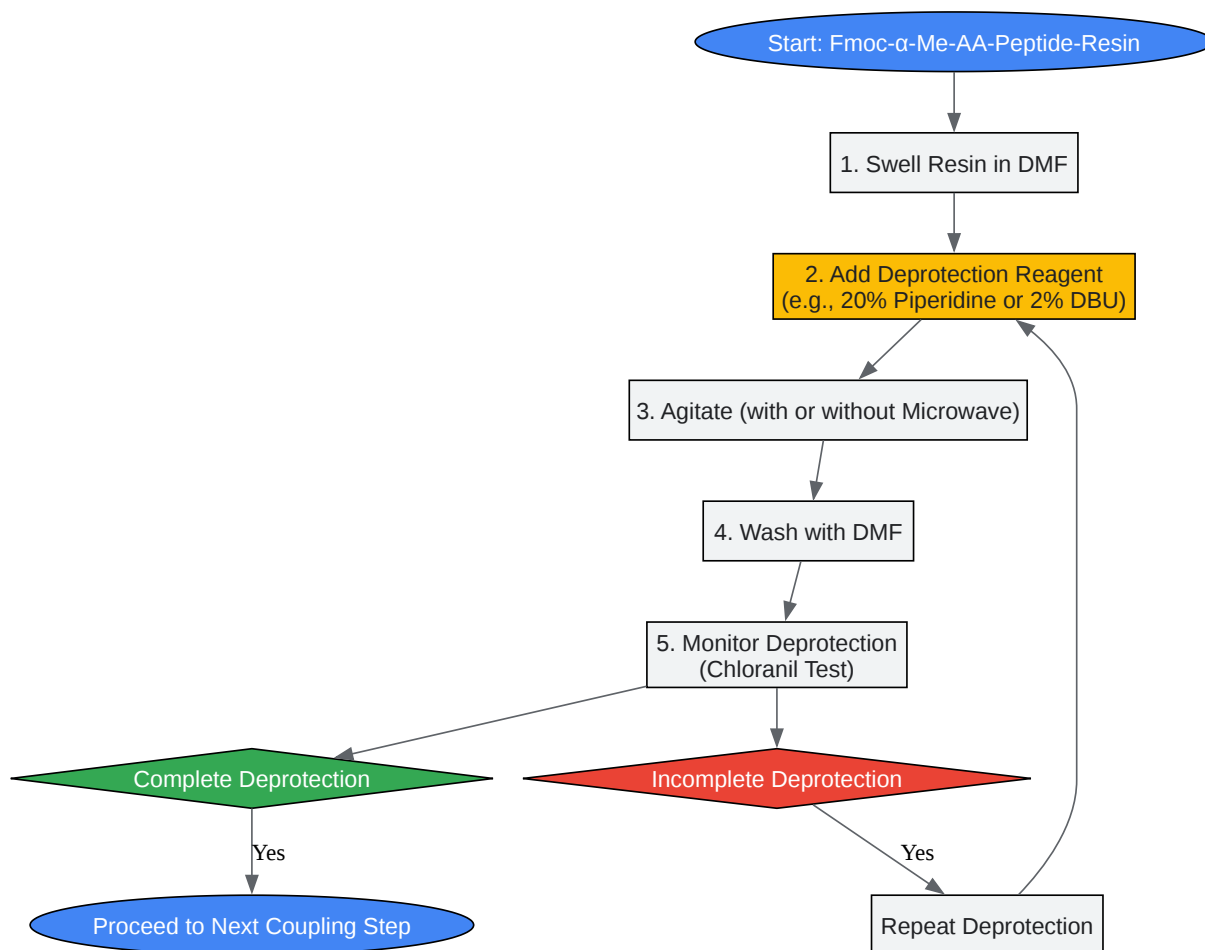 Start: Fmoc-α-Me-AA-Peptide-Resin
1. Swell Resin in DMF
2. Add Deprotection Reagent
(e.g., 20% Piperidine or 2% DBU)
3. Agitate (with or without Microwave)
4. Wash with DMF
5. Monitor Deprotection
(Chloranil Test)
Complete Deprotection
Incomplete Deprotection
Yes
Yes
Proceed to Next Coupling Step
Repeat Deprotection